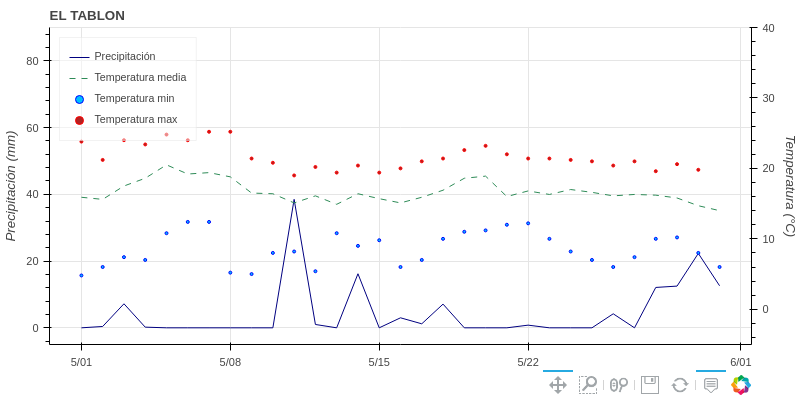 EL TABLON
Precipitación
Temperatura media
Temperatura min
Temperatura max
Precipitación (mm)
80
60
40
20
0
Temperatura (°C)
40
30
20
10
0
5/01 5/08 5/15 5/22 6/01